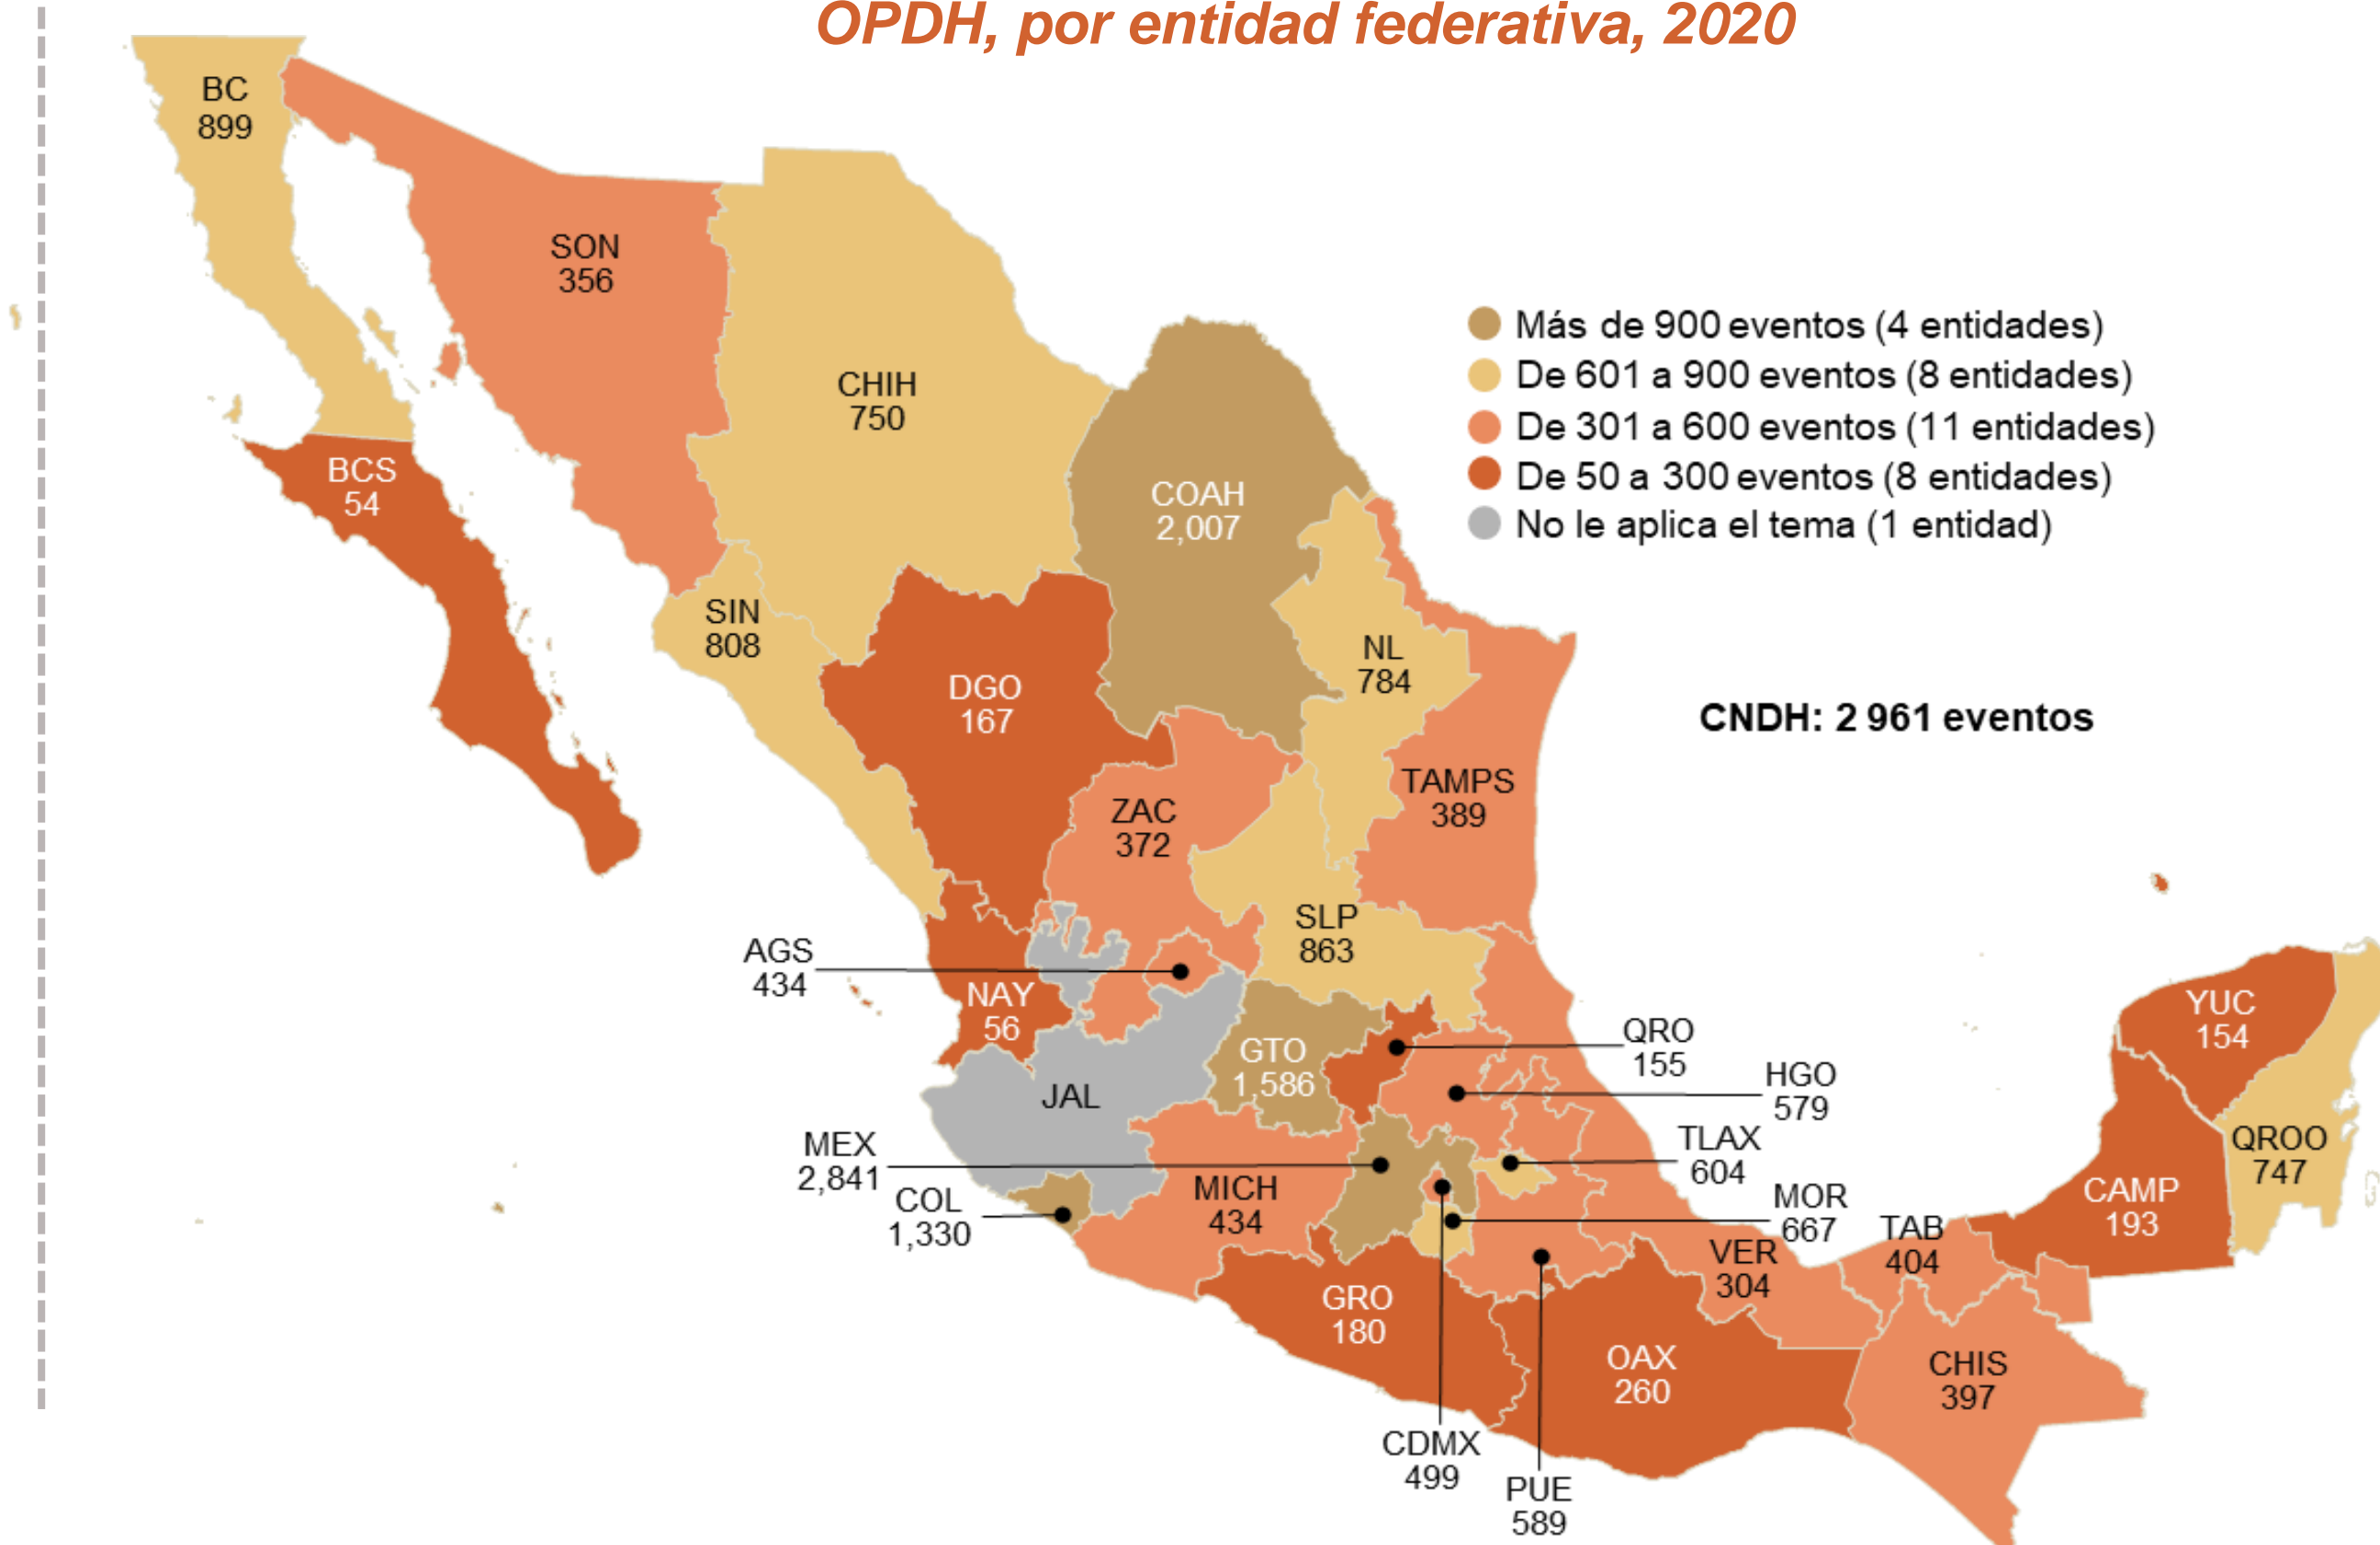 OPDH, por entidad federativa, 2020
BC
899
SON
356
CHIH
750
Más de 900 eventos (4 entidades)
De 601 a 900 eventos (8 entidades)
De 301 a 600 eventos (11 entidades)
De 50 a 300 eventos (8 entidades)
No le aplica el tema (1 entidad)
BCS
54
COAH
2,007
SIN
808
NL
784
DGO
167
CNDH: 2 961 eventos
TAMPS
389
ZAC
372
SLP
863
AGS
434
NAY
56
YUC
154
QRO
155
GTO
1,586
HGO
579
JAL
MEX
2,841
TLAX
604
QROO
747
COL
1,330
MICH
434
MOR
667
CAMP
193
TAB
404
VER
304
GRO
180
OAX
260
CHIS
397
CDMX
499
PUE
589